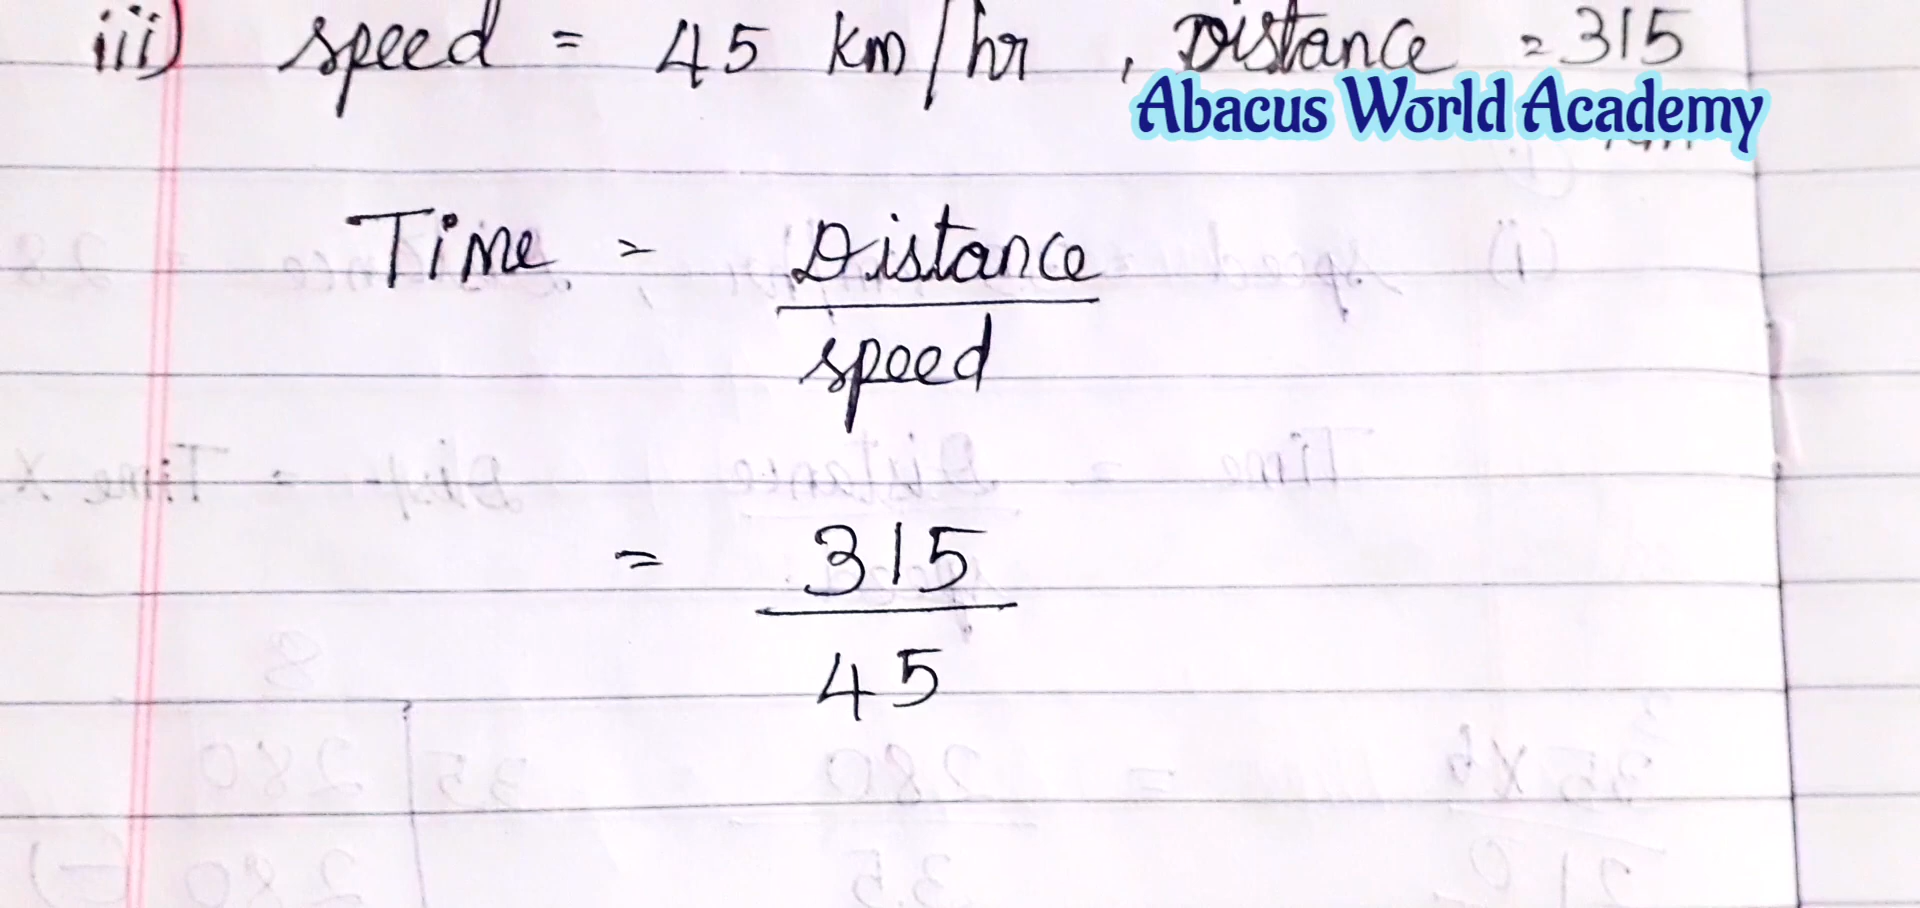 iii) speed = 45 km/hr , Distance = 315
Abacus World Academy
Time = Distance
speed
= 315
45